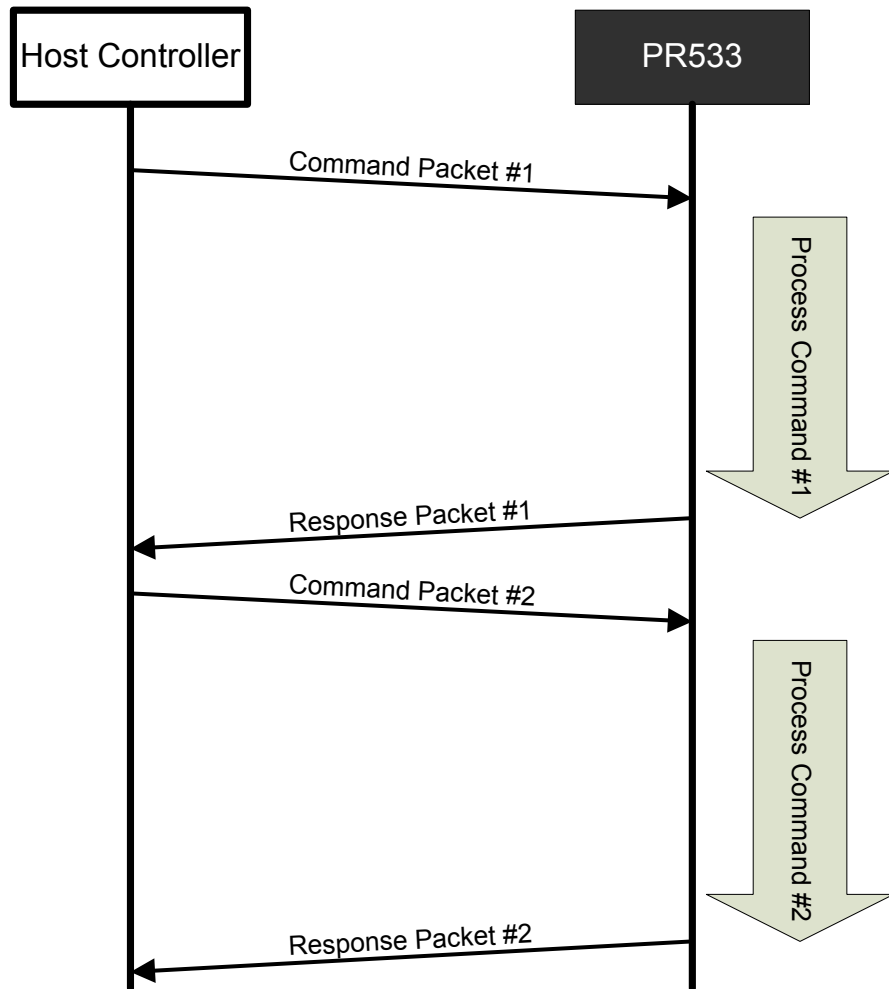 Host Controller
PR533
Command Packet #1
Process Command #1
Response Packet #1
Command Packet #2
Process Command #2
Response Packet #2